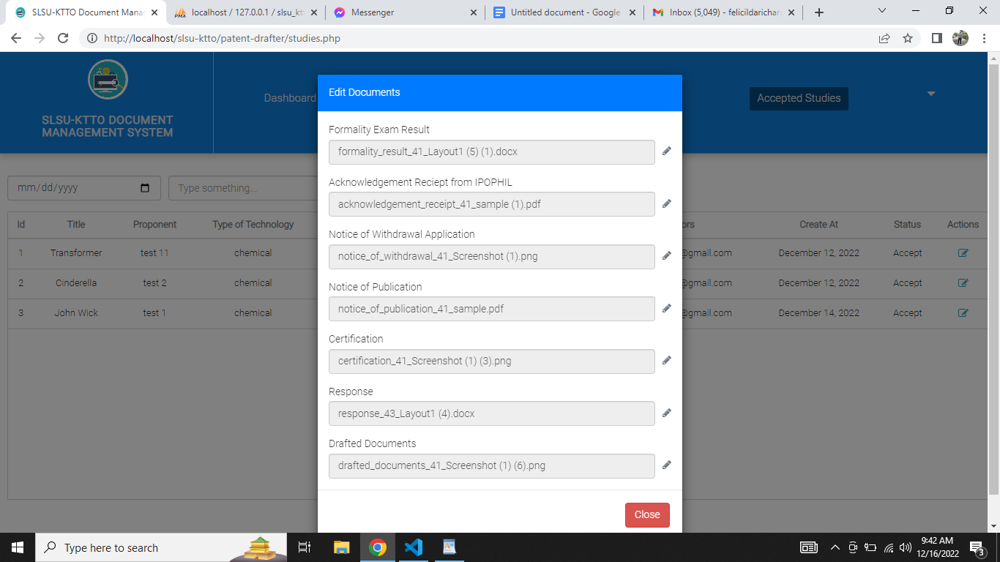 SLSU-KTTO Document Mana
localhost / 127.0.0.1 / slsu_kt
Messenger
Untitled document - Google
Inbox (5,049) - felicildarichan
http://localhost/slsu-ktto/patent-drafter/studies.php
SLSU-KTTO DOCUMENT
MANAGEMENT SYSTEM
Dashboard
Accepted Studies
Edit Documents
Formality Exam Result
formality_result_41_Layout1 (5) (1).docx
Acknowledgement Reciept from IPOPHIL
acknowledgement_receipt_41_sample (1).pdf
Notice of Withdrawal Application
notice_of_withdrawal_41_Screenshot (1).png
Notice of Publication
notice_of_publication_41_sample.pdf
Certification
certification_41_Screenshot (1) (3).png
Response
response_43_Layout1 (4).docx
Drafted Documents
drafted_documents_41_Screenshot (1) (6).png
Close
mm/dd/yyyy
Type something...
Id Title Proponent Type of Technology ors Create At Status Actions
1 Transformer test 11 chemical @gmail.com December 12, 2022 Accept
2 Cinderella test 2 chemical @gmail.com December 12, 2022 Accept
3 John Wick test 1 chemical @gmail.com December 14, 2022 Accept
Type here to search
9:42 AM
12/16/2022
3